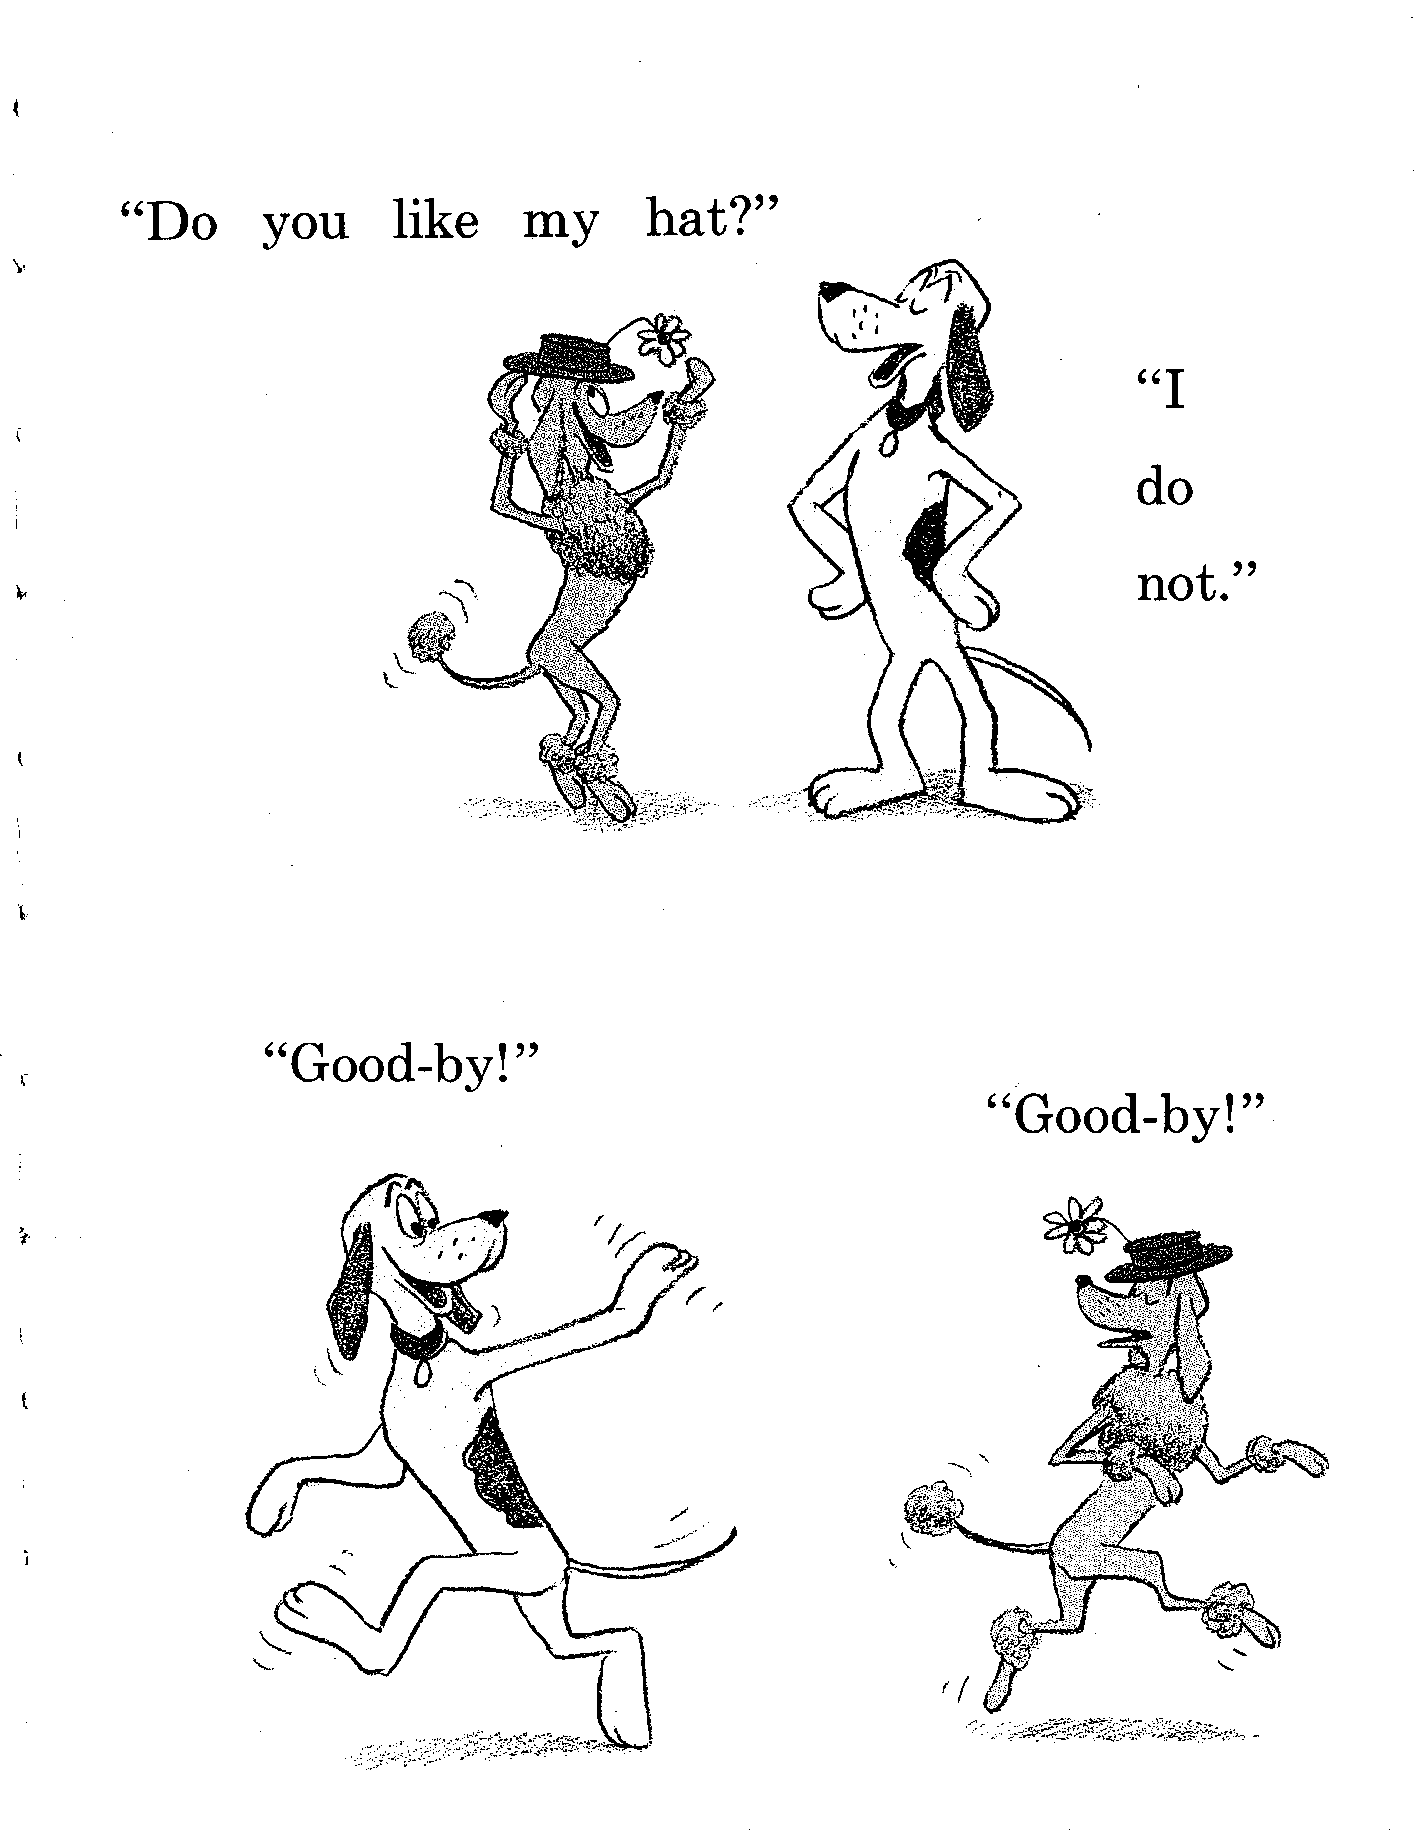 “Do you like my hat?”
“I
do
not.”
“Good-by!”
“Good-by!”